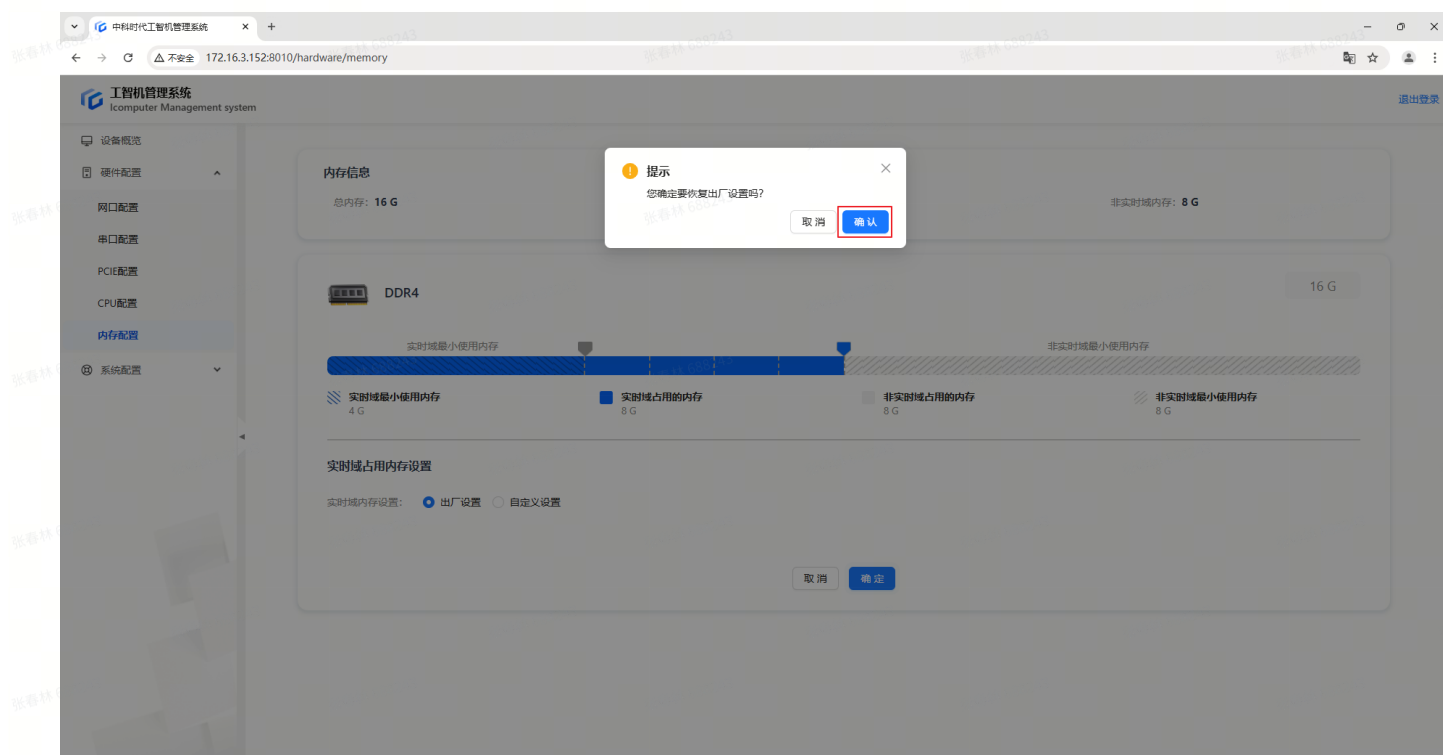 中科时代工智机管理系统
不安全 172.16.3.152:8010/hardware/memory
工智机管理系统
Icomputer Management system
退出登录
设备概览
硬件配置
网口配置
串口配置
PCIE配置
CPU配置
内存配置
系统配置
内存信息
总内存: 16 G
非实时域内存: 8 G
提示
您确定要恢复出厂设置吗?
取消 确认
DDR4
16 G
实时域最小使用内存 非实时域最小使用内存
实时域最小使用内存 实时域占用的内存 非实时域占用的内存 非实时域最小使用内存
4 G 8 G 8 G 8 G
实时域占用内存设置
实时域内存设置: 出厂设置 自定义设置
取消 确定
张春林 688243